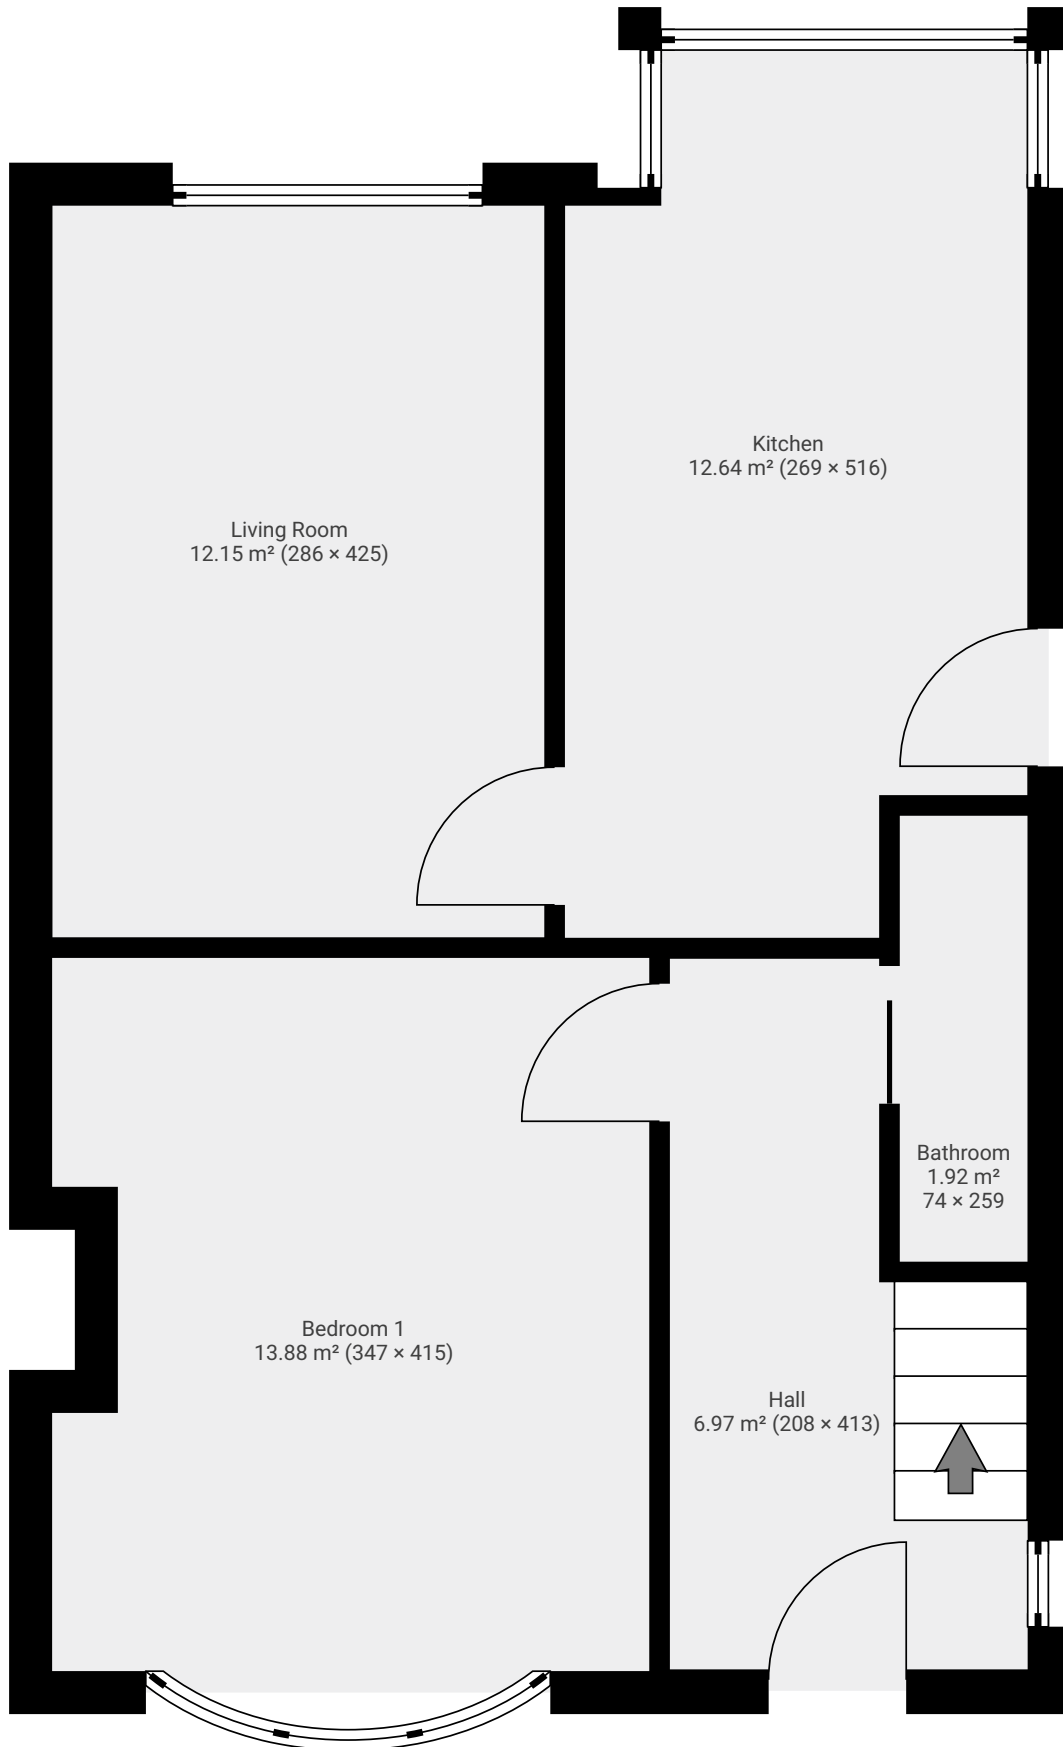 Kitchen
12.64 m² (269 × 516)
Living Room
12.15 m² (286 × 425)
Bathroom
1.92 m²
74 × 259
Bedroom 1
13.88 m² (347 × 415)
Hall
6.97 m² (208 × 413)